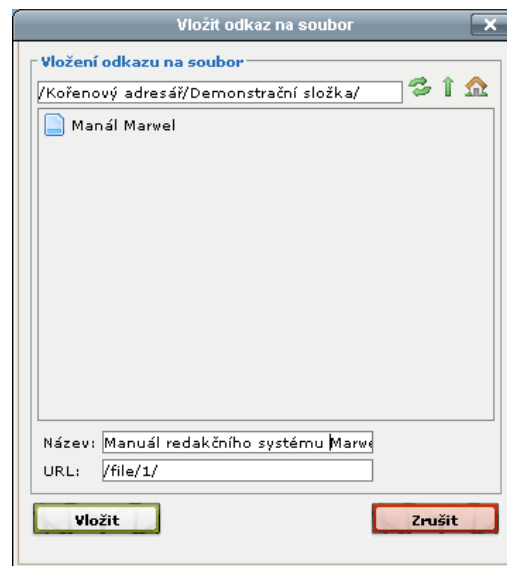 Vložit odkaz na soubor
Vložení odkazu na soubor
/Kořenový adresář/Demonstrační složka/
Manál Marwel
Název: Manuál redakčního systému Marwe
URL: /file/1/
Vložit Zrušit